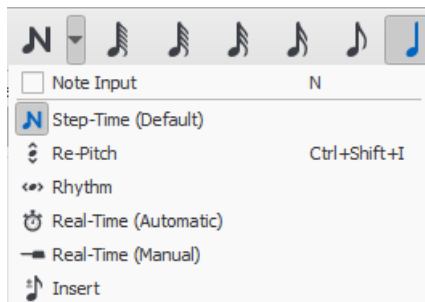 Note Input N
Step-Time (Default)
Re-Pitch Ctrl+Shift+I
Rhythm
Real-Time (Automatic)
Real-Time (Manual)
Insert